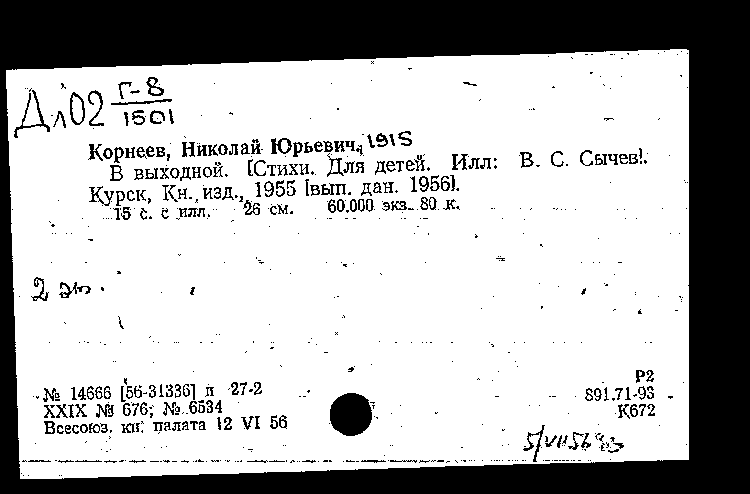 Дл02 Г-8
1501
Корнеев, Николай Юрьевич, 1915
В выходной. [Стихи. Для детей. Илл: В. С. Сычев].
Курск, Кн. изд., 1955 [вып. дан. 1956].
15 с. с илл. 26 см. 60.000 экз. 80 к.
2 эк.
№ 14666 [56-31336] п 27-2
XXIX № 676; № 6534
Всесоюз. кн. палата 12 VI 56
Р2
891.71-93
К672